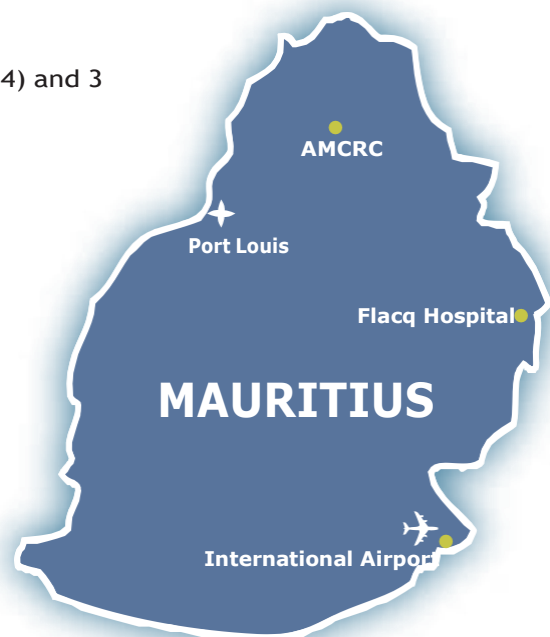 4) and 3
AMCRC
Port Louis
Flacq Hospital
MAURITIUS
International Airport